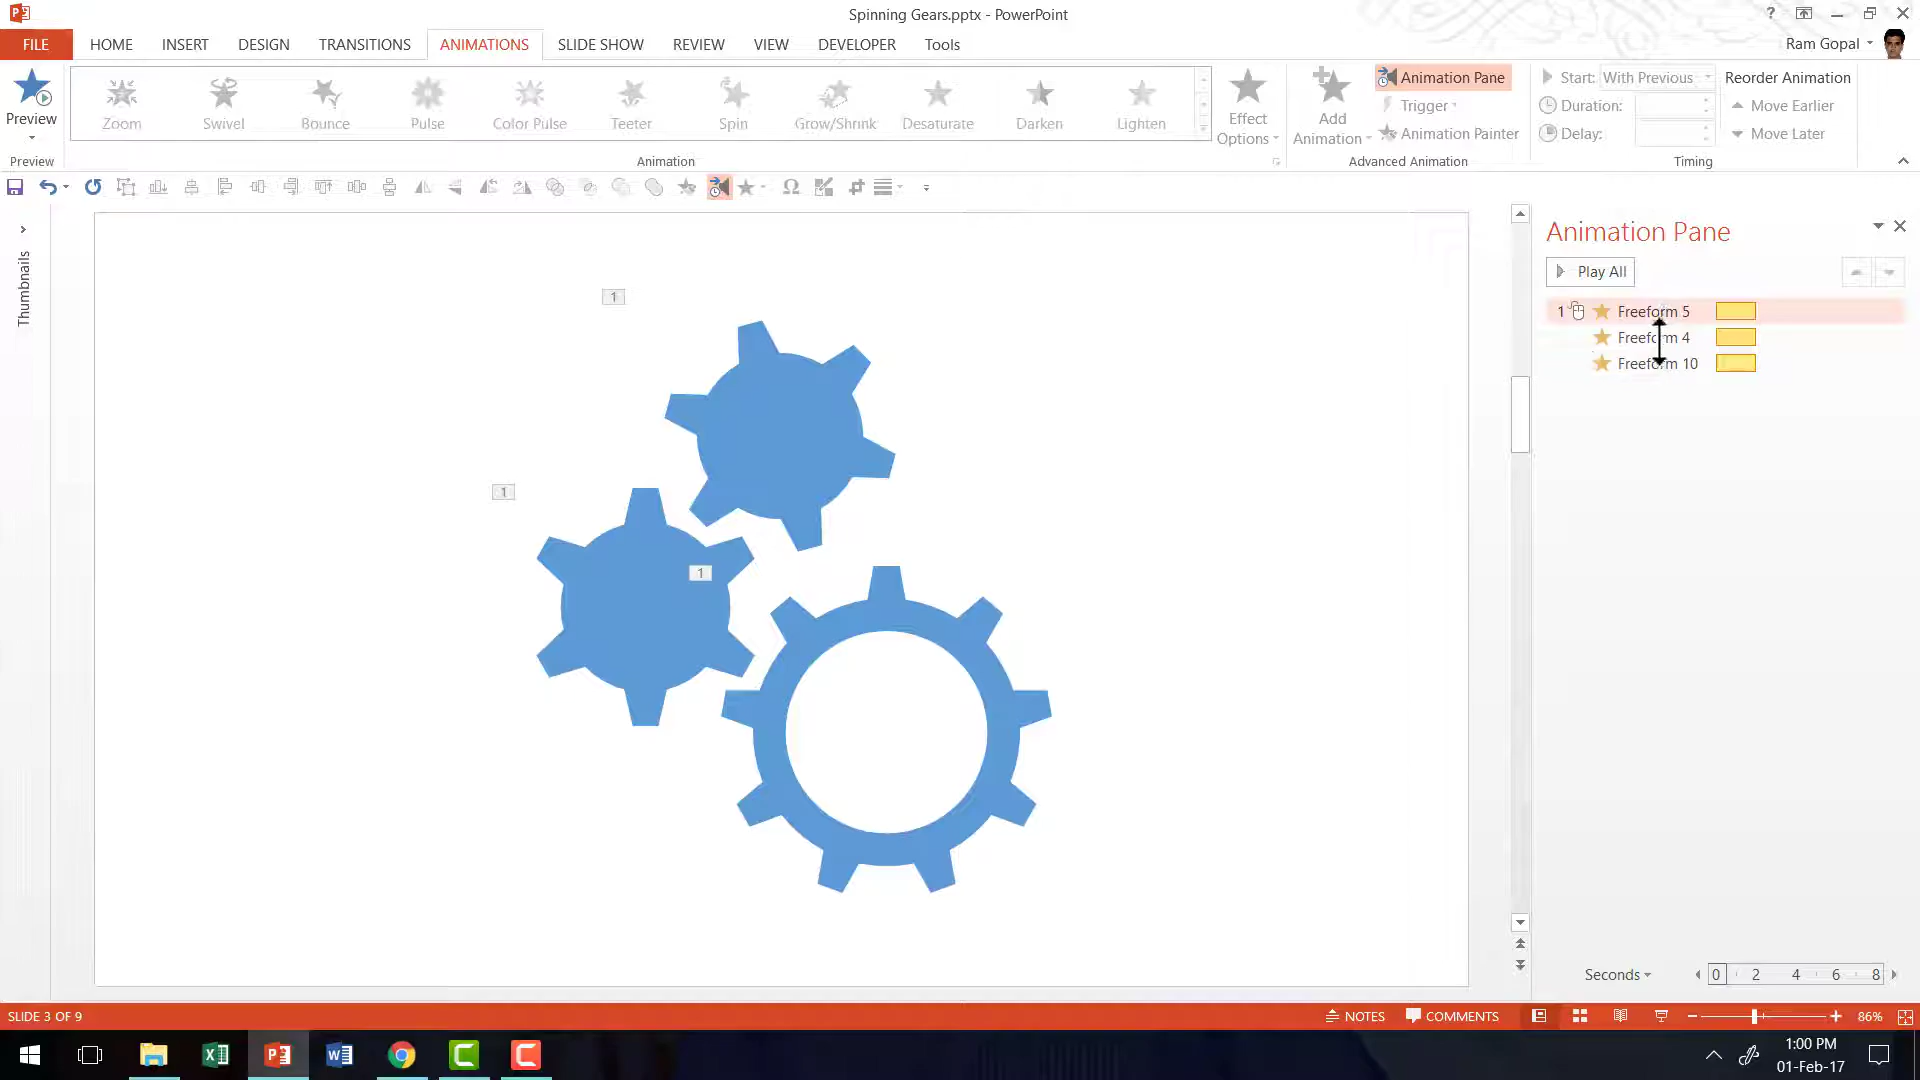 Spinning Gears.pptx - PowerPoint
FILE HOME INSERT DESIGN TRANSITIONS ANIMATIONS SLIDE SHOW REVIEW VIEW DEVELOPER Tools
Ram Gopal
Preview
Zoom Swivel Bounce Pulse Color Pulse Teeter Spin Grow/Shrink Desaturate Darken Lighten
Effect Options
Add Animation
Animation Pane
Trigger
Animation Painter
Start: With Previous
Duration:
Delay:
Reorder Animation
Move Earlier
Move Later
Preview Animation Advanced Animation Timing
Thumbnails
1
1
1
Animation Pane
Play All
1 Freeform 5
Freeform 4
Freeform 10
Seconds 0 2 4 6 8
SLIDE 3 OF 9 NOTES COMMENTS 86%
1:00 PM
01-Feb-17